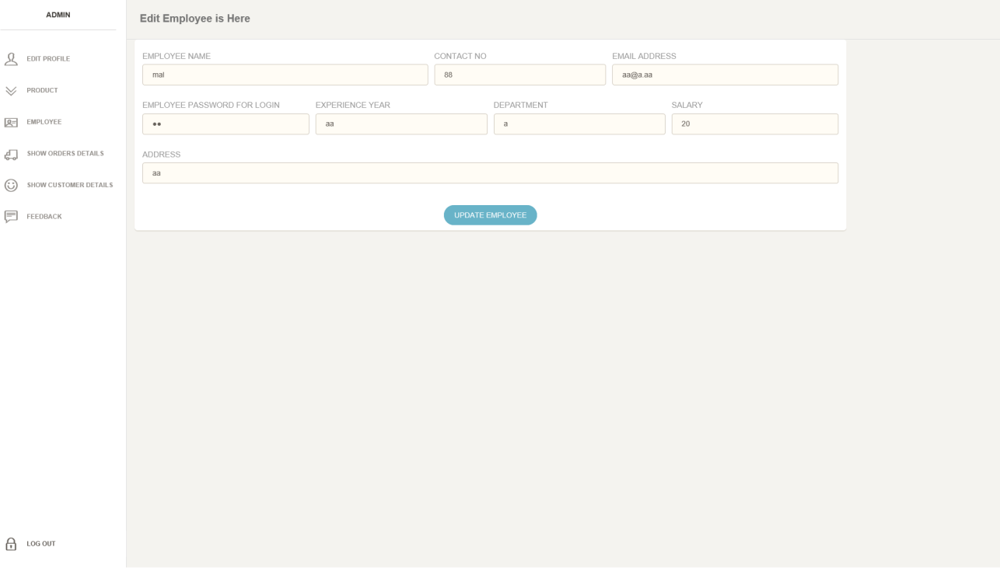 ADMIN
EDIT PROFILE
PRODUCT
EMPLOYEE
SHOW ORDERS DETAILS
SHOW CUSTOMER DETAILS
FEEDBACK
LOG OUT
Edit Employee is Here
EMPLOYEE NAME CONTACT NO EMAIL ADDRESS
mal 88 aa@a.aa
EMPLOYEE PASSWORD FOR LOGIN EXPERIENCE YEAR DEPARTMENT SALARY
●● aa a 20
ADDRESS
aa
UPDATE EMPLOYEE